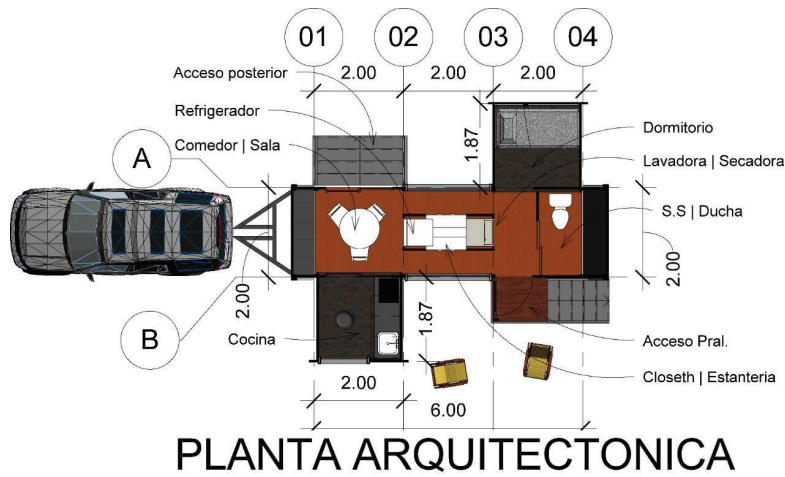 01 02 03 04
2.00 2.00 2.00
Acceso posterior
Refrigerador
Comedor | Sala
A
1.87
Dormitorio
Lavadora | Secadora
S.S | Ducha
2.00
2.00
B
Cocina
1.87
Acceso Pral.
Closeth | Estanteria
2.00
6.00
PLANTA ARQUITECTONICA